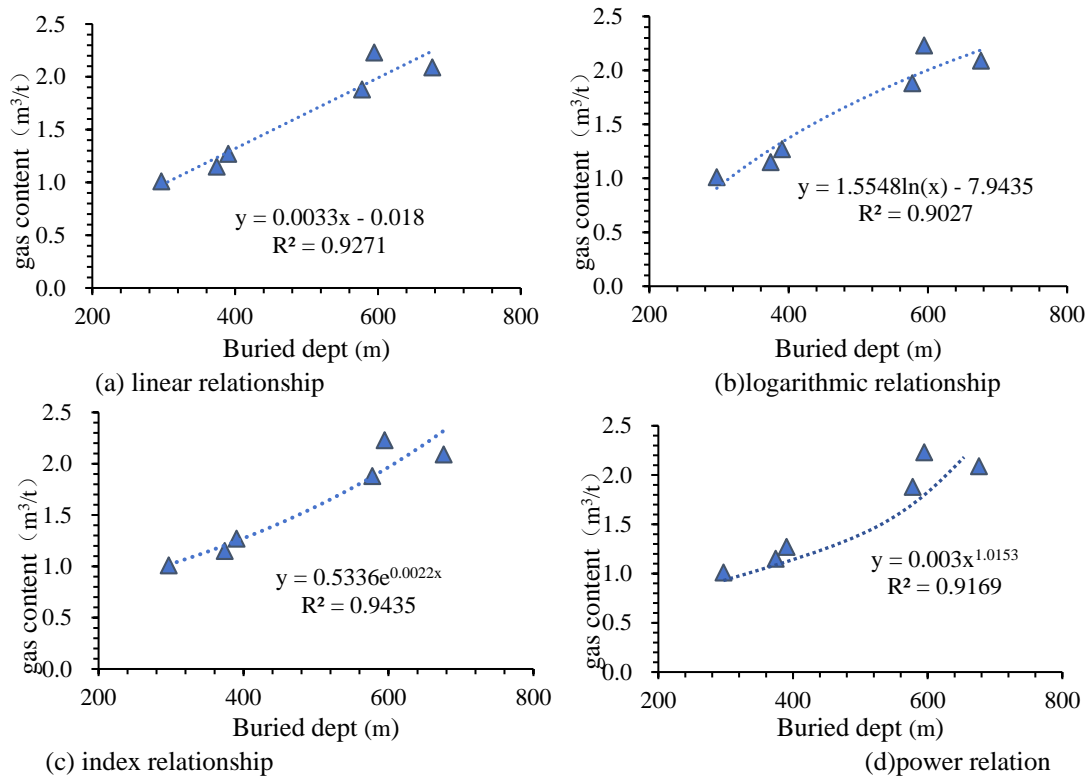 2.5
2.0
1.5
1.0
0.5
0.0
gas content（m³/t）
y = 0.0033x - 0.018
R² = 0.9271
200 400 600 800
Buried dept (m)
(a) linear relationship
2.5
2.0
1.5
1.0
0.5
0.0
gas content（m³/t）
y = 1.5548ln(x) - 7.9435
R² = 0.9027
200 400 600 800
Buried dept (m)
(b)logarithmic relationship
2.5
2.0
1.5
1.0
0.5
0.0
gas content（m³/t）
y = 0.5336e^0.0022x
R² = 0.9435
200 400 600 800
Buried dept (m)
(c) index relationship
2.5
2.0
1.5
1.0
0.5
0.0
gas content（m³/t）
y = 0.003x^1.0153
R² = 0.9169
200 400 600 800
Buried dept (m)
(d)power relation